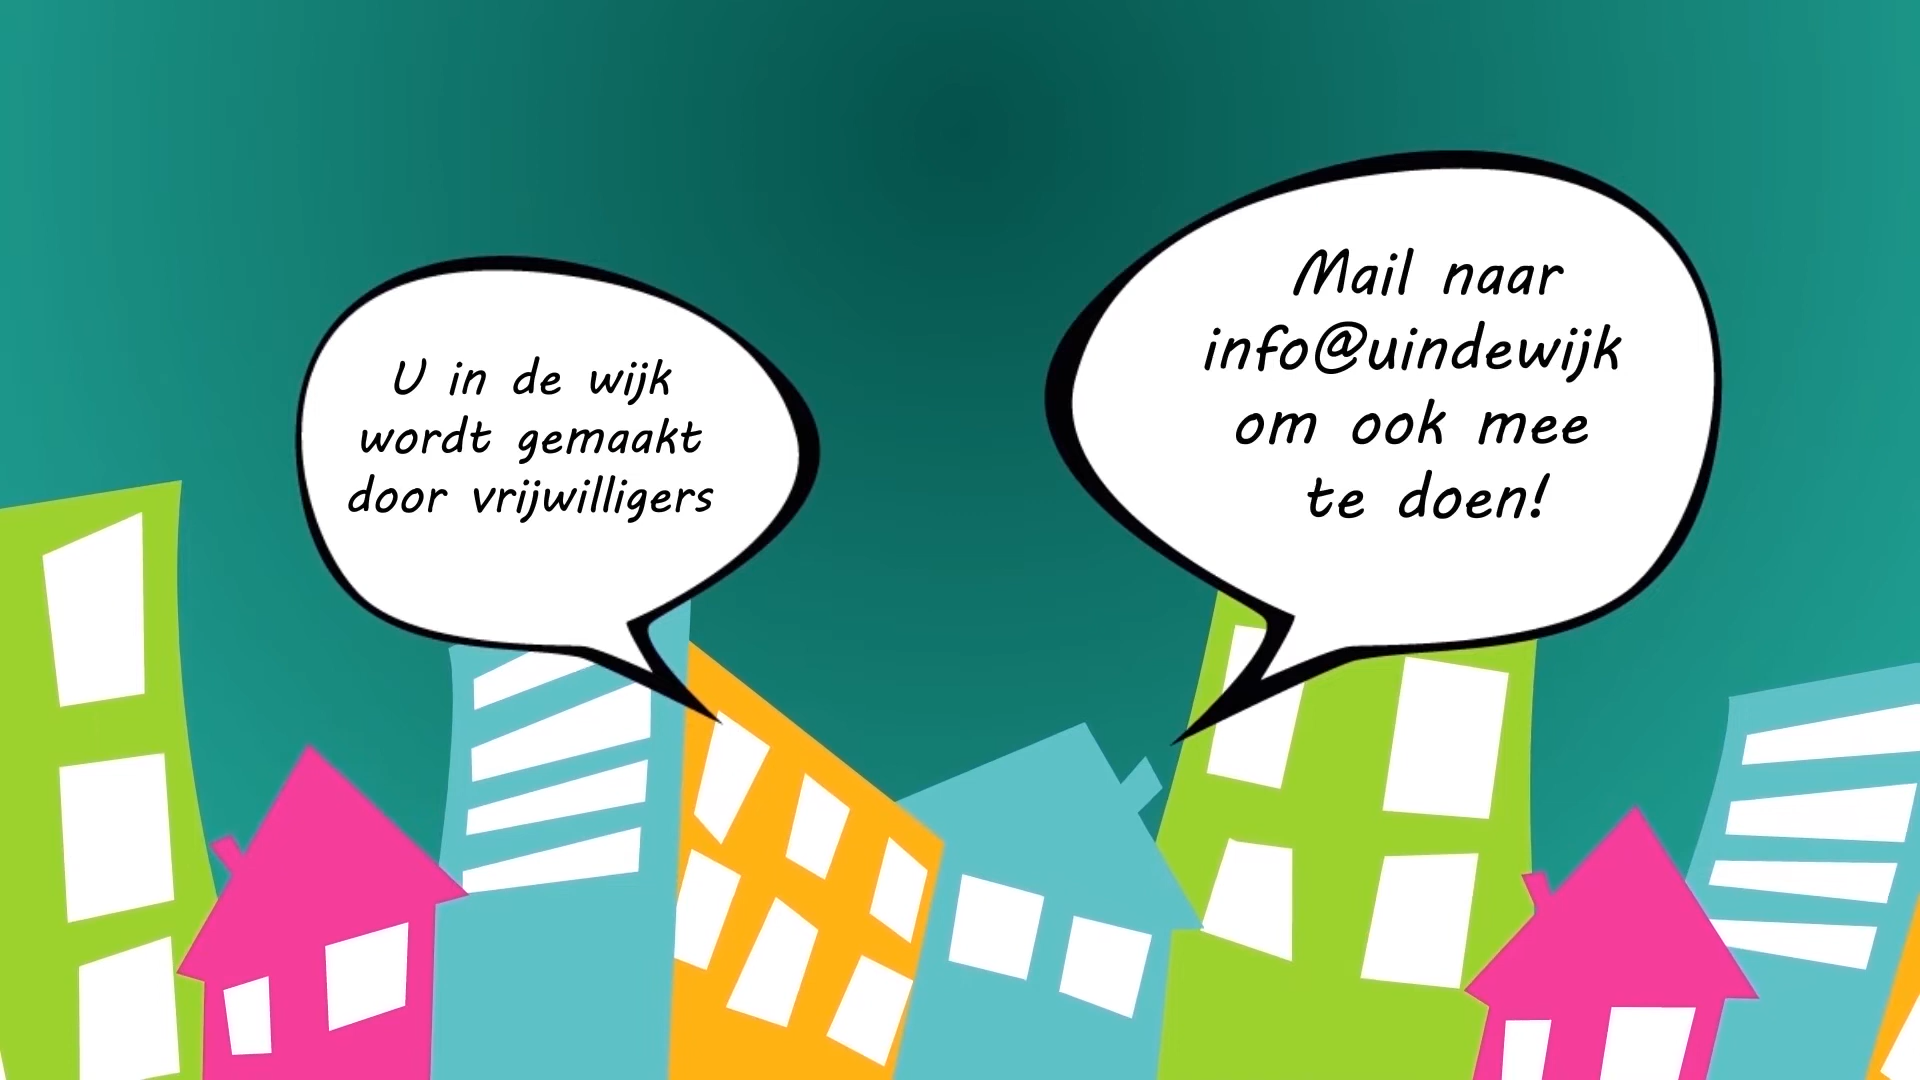 U in de wijk
wordt gemaakt
door vrijwilligers
Mail naar
info@uindewijk
om ook mee
te doen!